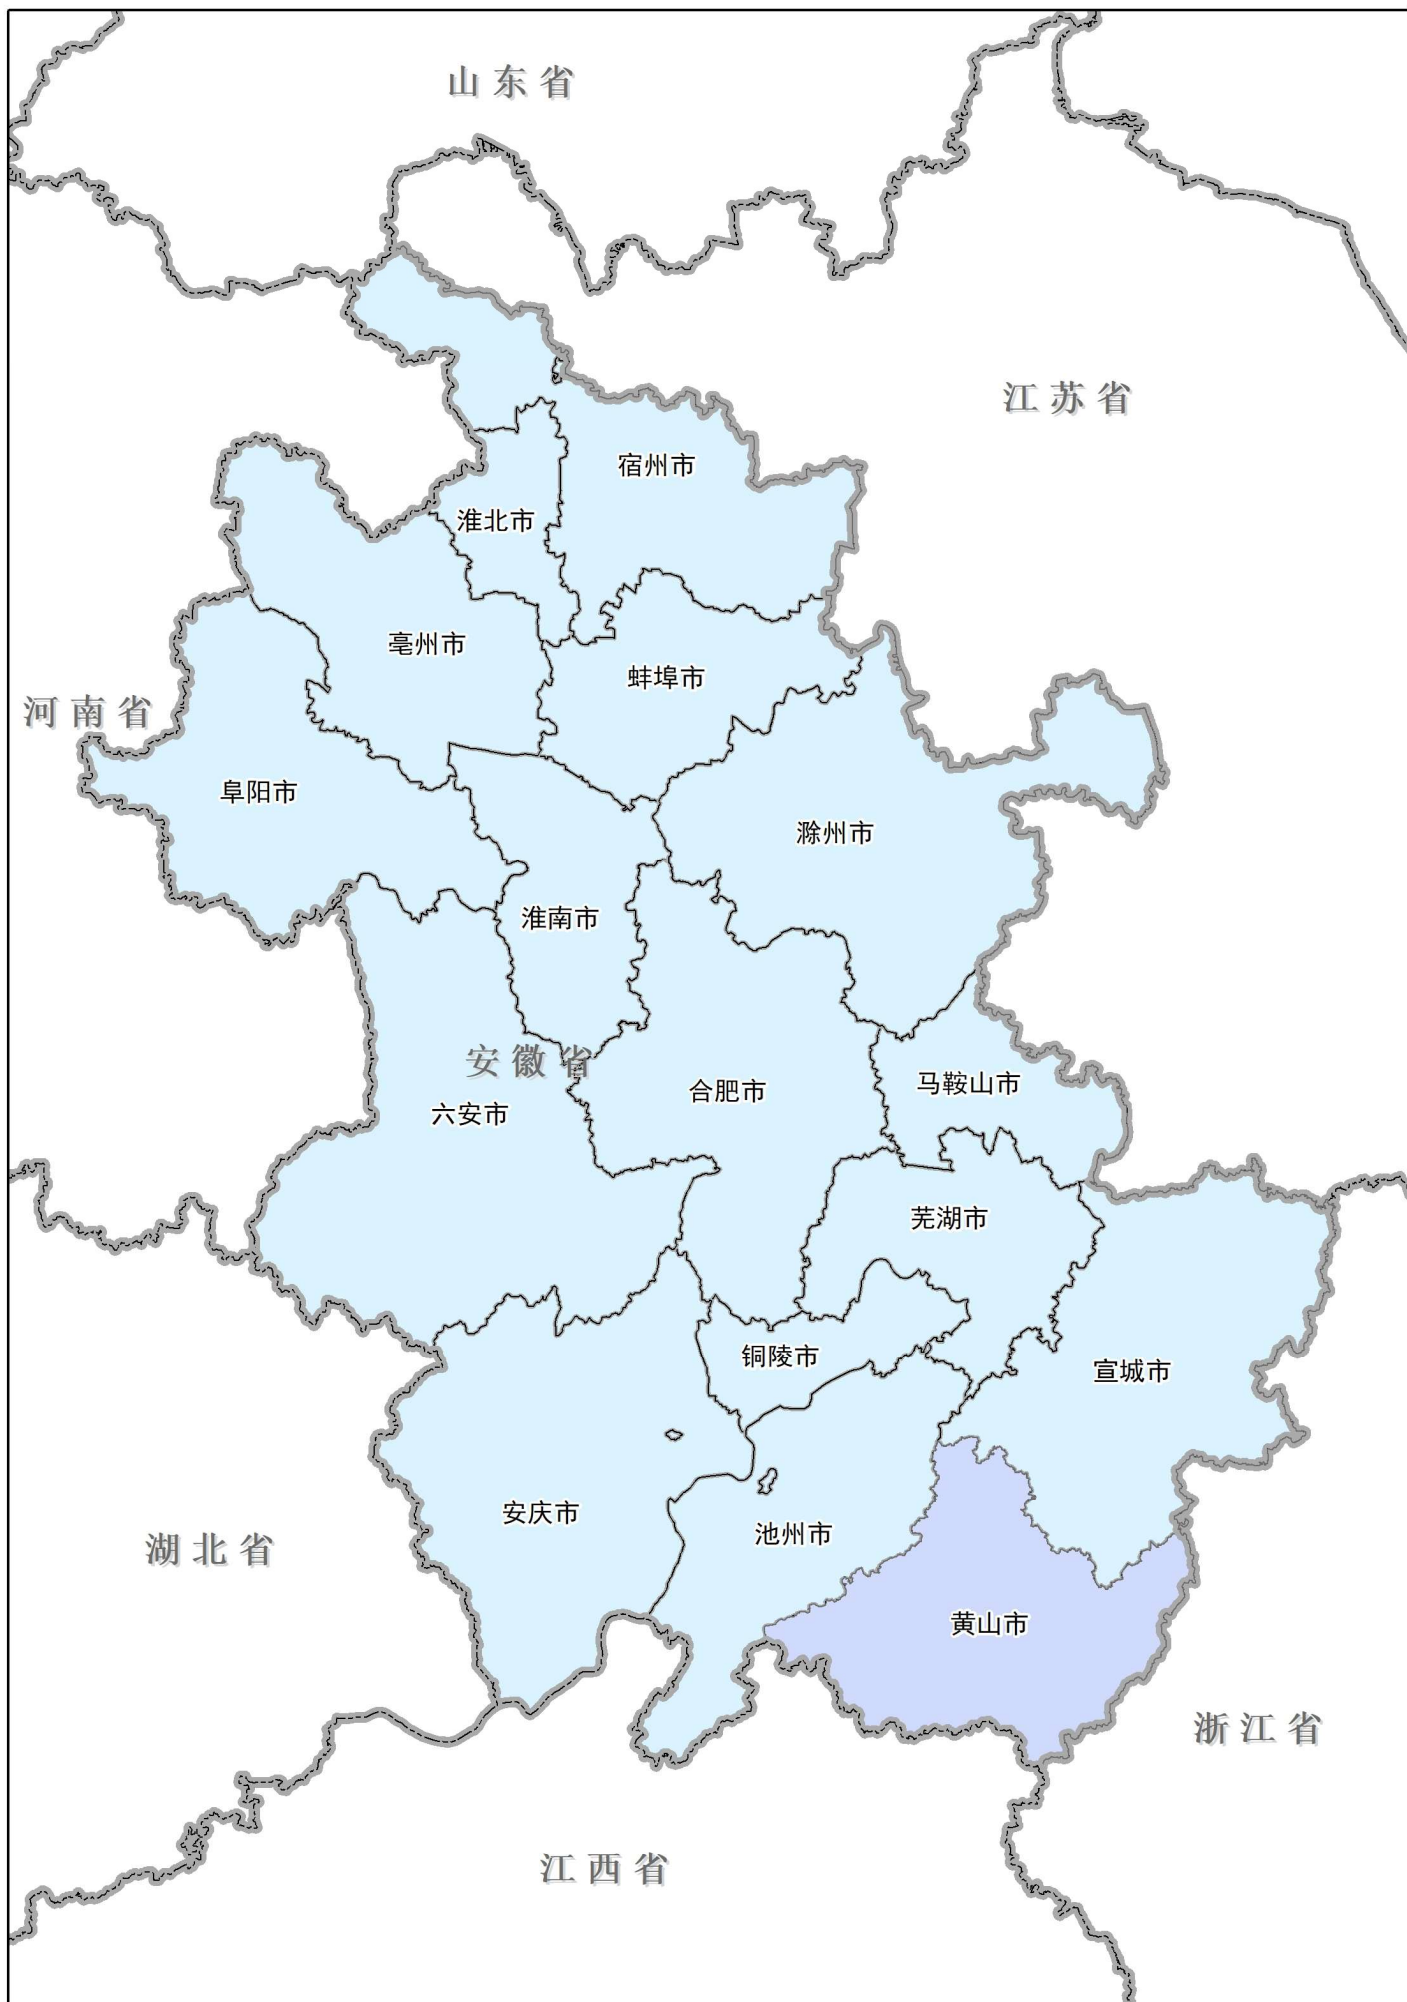 山东省
江苏省
宿州市
淮北市
亳州市
蚌埠市
河南省
阜阳市
滁州市
淮南市
安徽省
合肥市
马鞍山市
六安市
芜湖市
铜陵市
宣城市
安庆市
池州市
湖北省
黄山市
浙江省
江西省